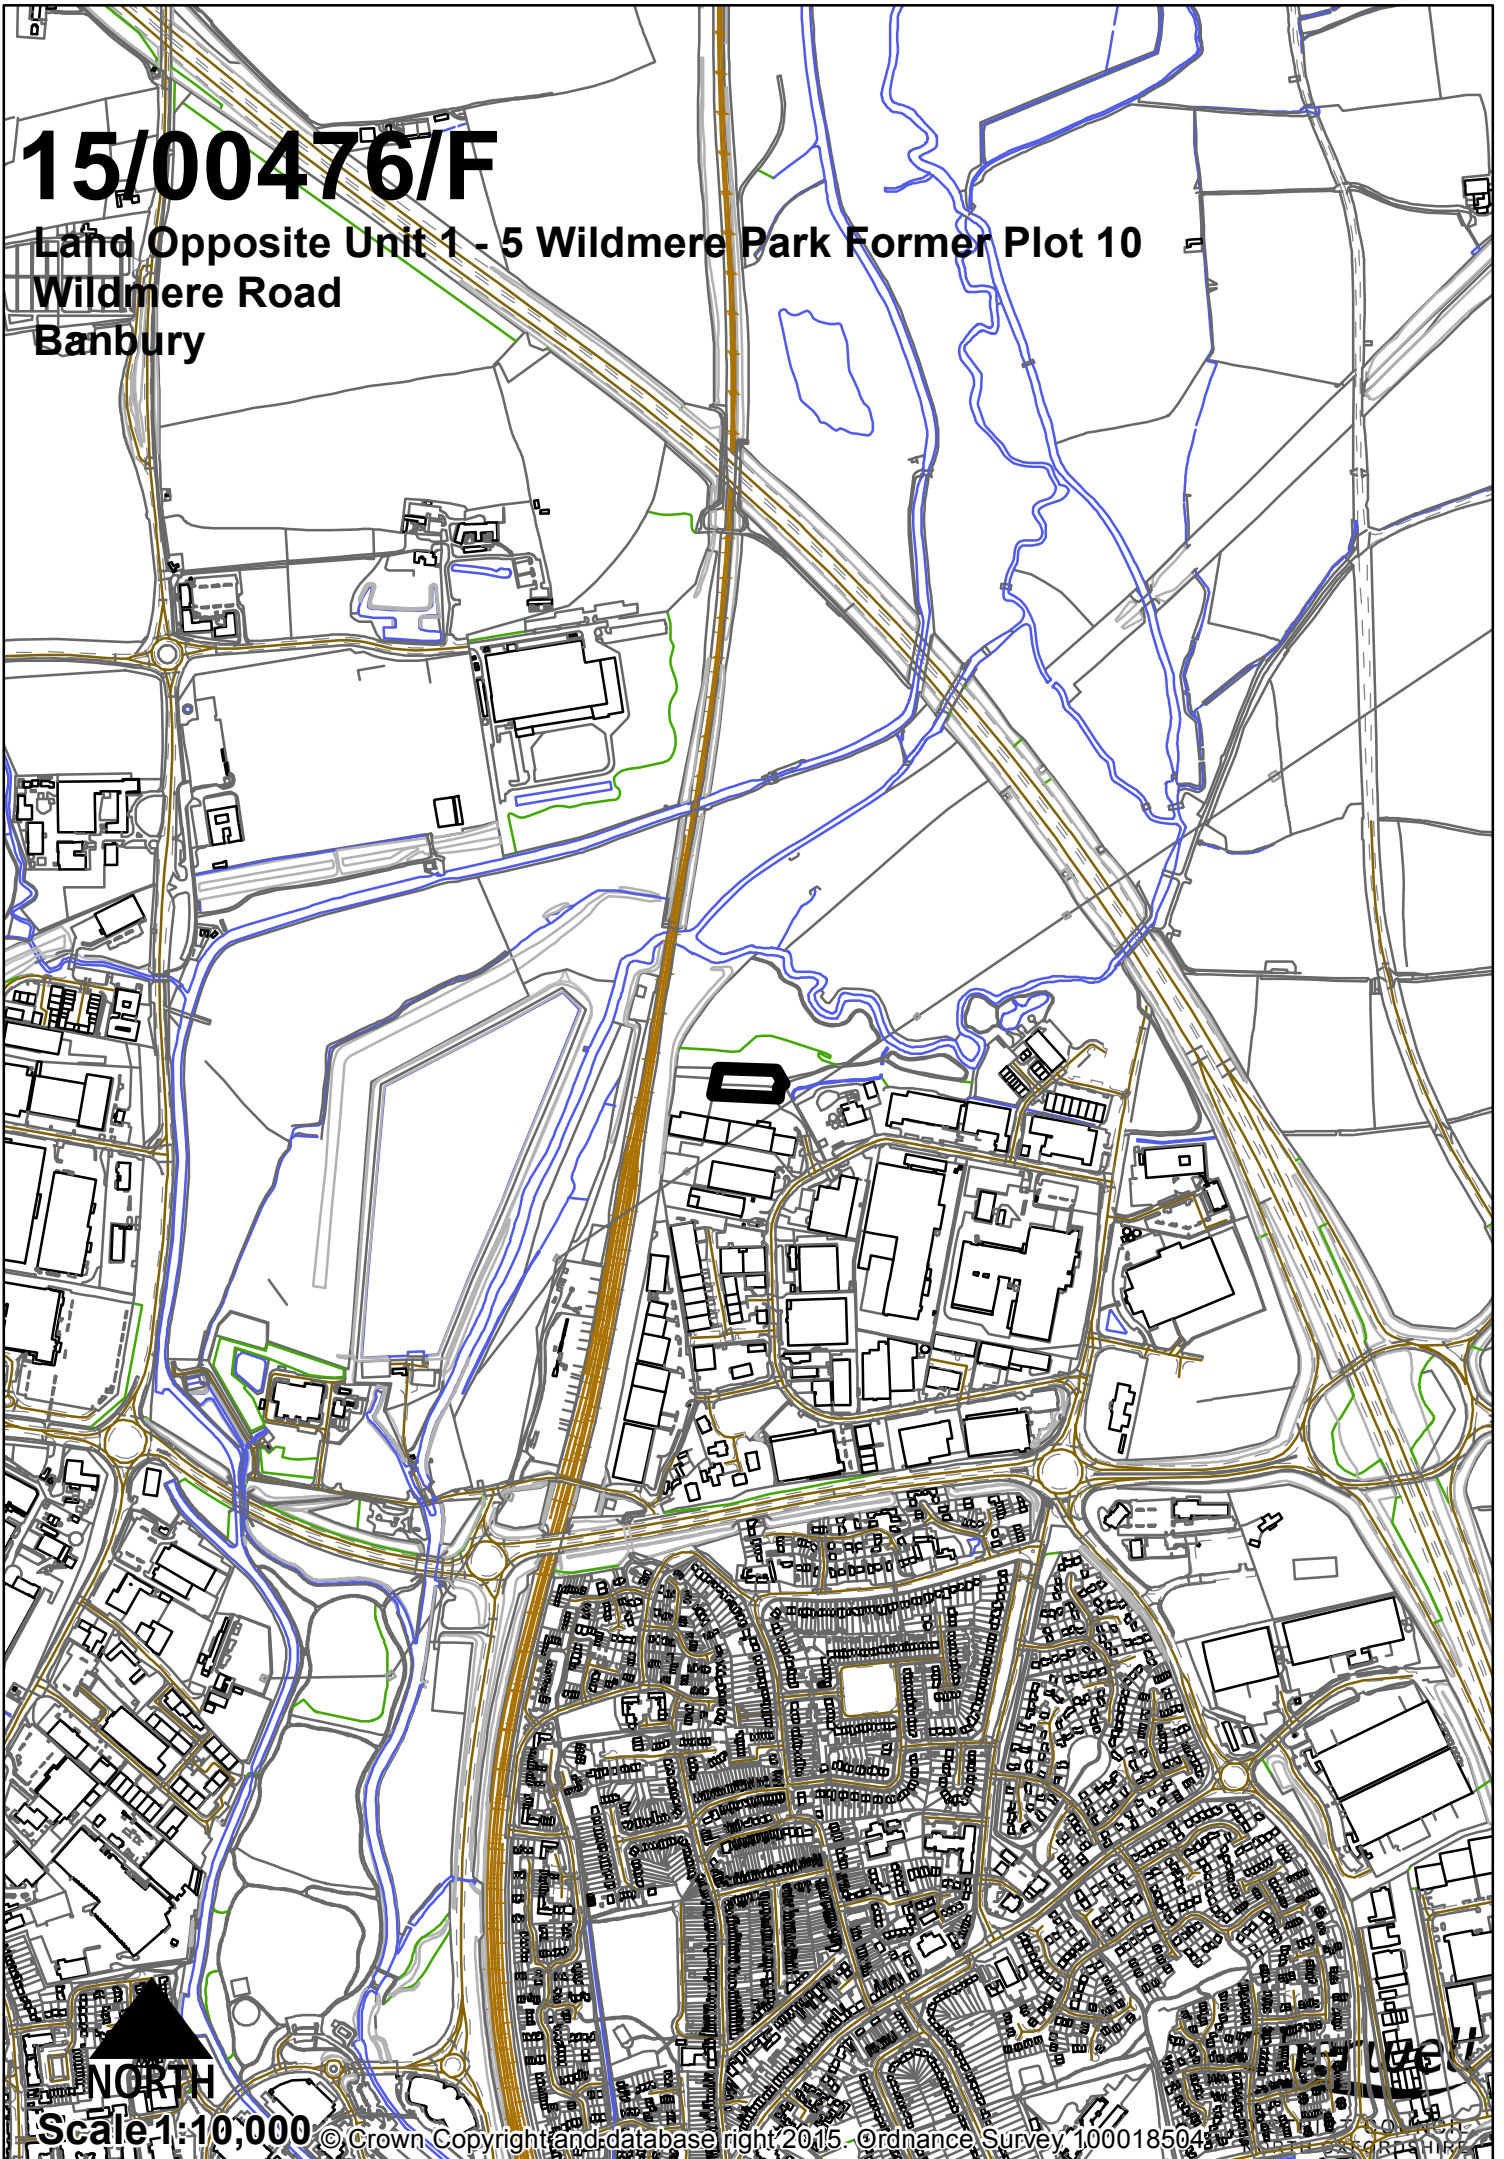 15/00476/F
Land Opposite Unit 1 - 5 Wildmere Park Former Plot 10
Wildmere Road
Banbury
NORTH
Scale 1:10,000
© Crown Copyright and database right 2015. Ordnance Survey 100018504